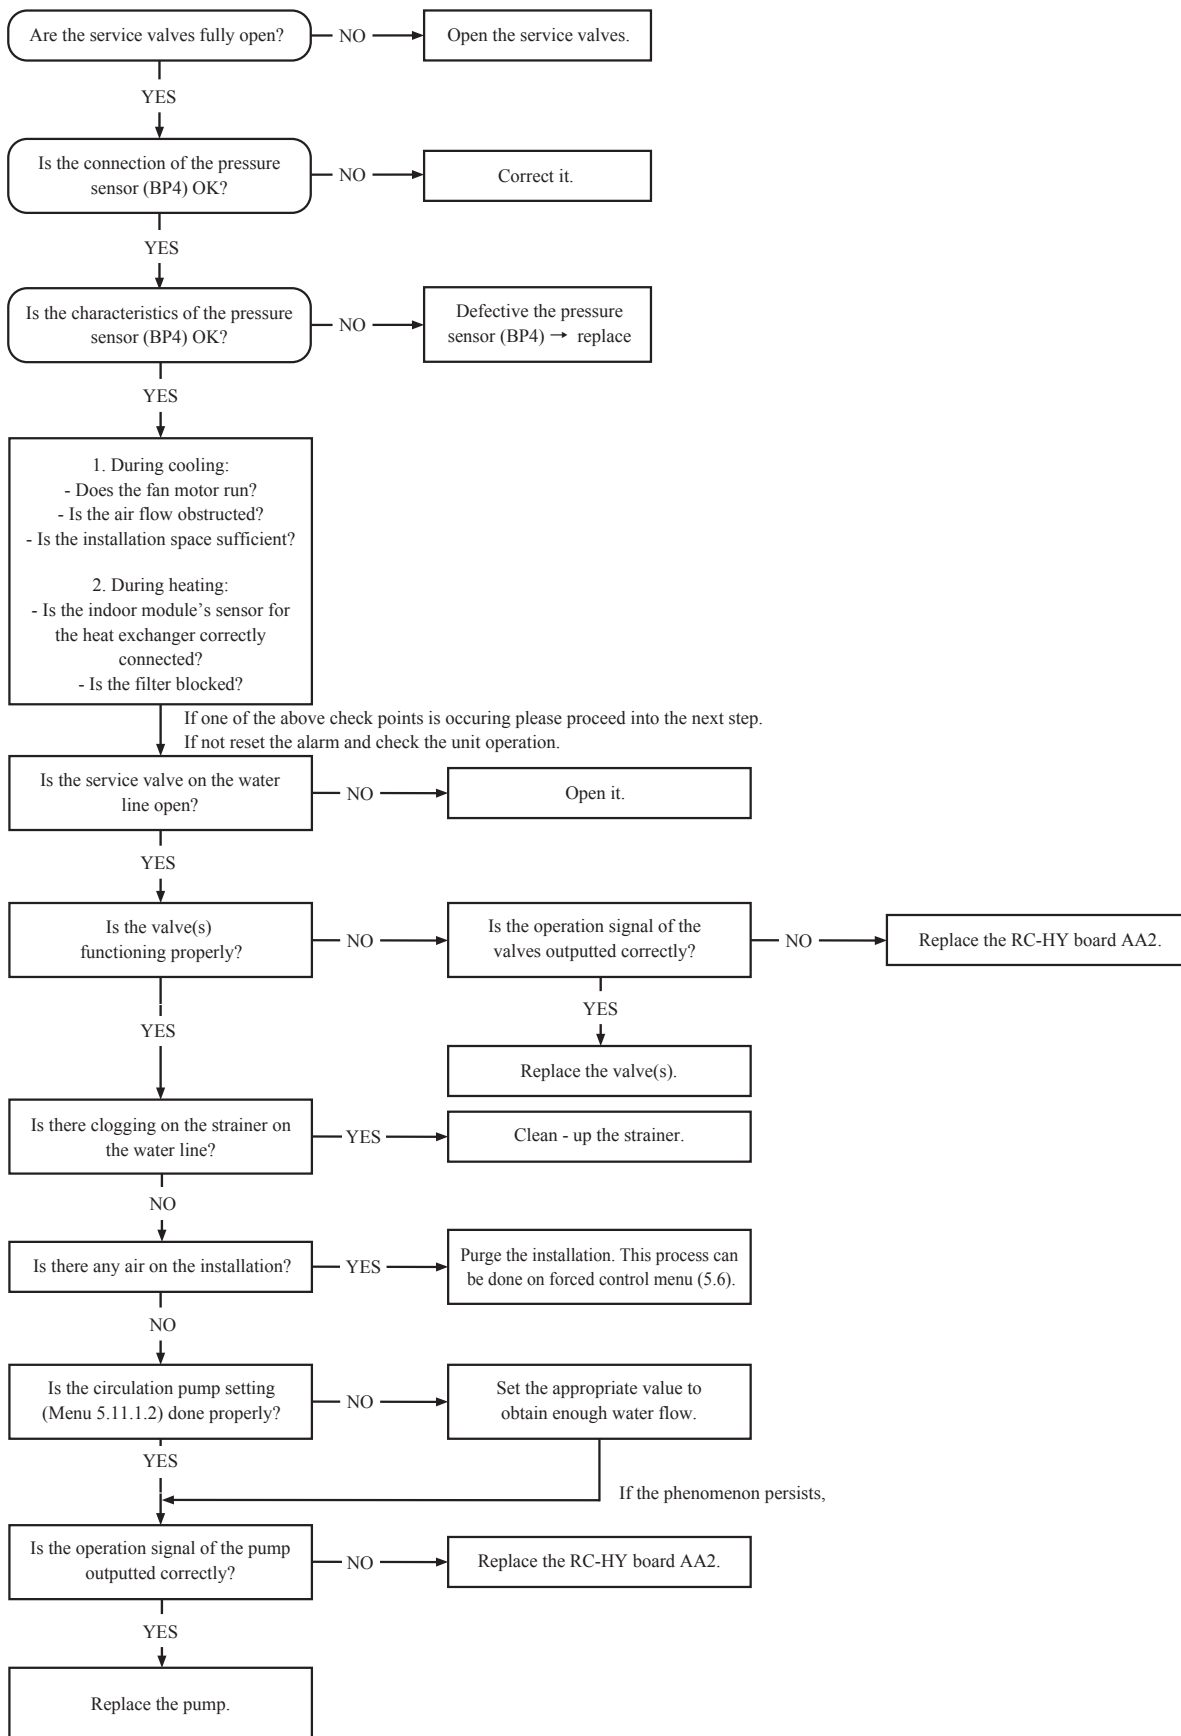 Are the service valves fully open?
NO
Open the service valves.
YES
Is the connection of the pressure
sensor (BP4) OK?
NO
Correct it.
YES
Is the characteristics of the pressure
sensor (BP4) OK?
NO
Defective the pressure
sensor (BP4) → replace
YES
1. During cooling:
- Does the fan motor run?
- Is the air flow obstructed?
- Is the installation space sufficient?
2. During heating:
- Is the indoor module’s sensor for
the heat exchanger correctly
connected?
- Is the filter blocked?
If one of the above check points is occuring please proceed into the next step.
If not reset the alarm and check the unit operation.
Is the service valve on the water
line open?
NO
Open it.
YES
Is the valve(s)
functioning properly?
NO
Is the operation signal of the
valves outputted correctly?
NO
Replace the RC-HY board AA2.
YES
YES
Replace the valve(s).
Is there clogging on the strainer on
the water line?
YES
Clean - up the strainer.
NO
Is there any air on the installation?
YES
Purge the installation. This process can
be done on forced control menu (5.6).
NO
Is the circulation pump setting
(Menu 5.11.1.2) done properly?
NO
Set the appropriate value to
obtain enough water flow.
YES
If the phenomenon persists,
Is the operation signal of the pump
outputted correctly?
NO
Replace the RC-HY board AA2.
YES
Replace the pump.